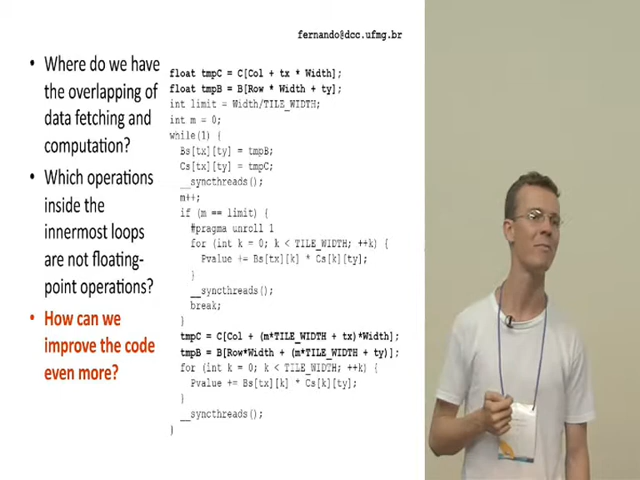 fernando@dcc.ufmg.br
• Where do we have
the overlapping of
data fetching and
computation?
• Which operations
inside the
innermost loops
are not floating-
point operations?
• How can we
improve the code
even more?
float tmpC = C[Col + tx * Width];
float tmpB = B[Row * Width + ty];
int limit = Width/TILE_WIDTH;
int m = 0;
while(1) {
Bs[tx][ty] = tmpB;
Cs[tx][ty] = tmpC;
__syncthreads();
m++;
if (m == limit) {
#pragma unroll 1
for (int k = 0; k < TILE_WIDTH; ++k) {
Pvalue += Bs[tx][k] * Cs[k][ty];
}
__syncthreads();
break;
}
tmpC = C[Col + (m*TILE_WIDTH + tx)*Width];
tmpB = B[Row*Width + (m*TILE_WIDTH + ty)];
for (int k = 0; k < TILE_WIDTH; ++k) {
Pvalue += Bs[tx][k] * Cs[k][ty];
}
__syncthreads();
}